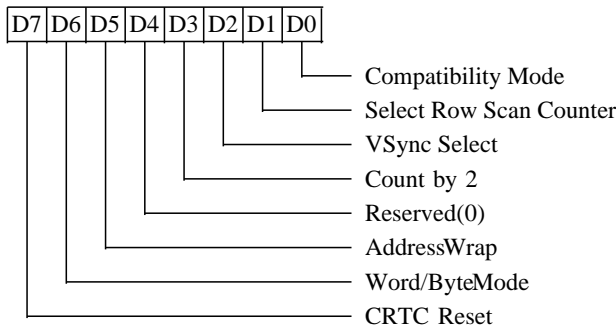 D7 D6 D5 D4 D3 D2 D1 D0
Compatibility Mode
Select Row Scan Counter
VSync Select
Count by 2
Reserved(0)
AddressWrap
Word/ByteMode
CRTC Reset